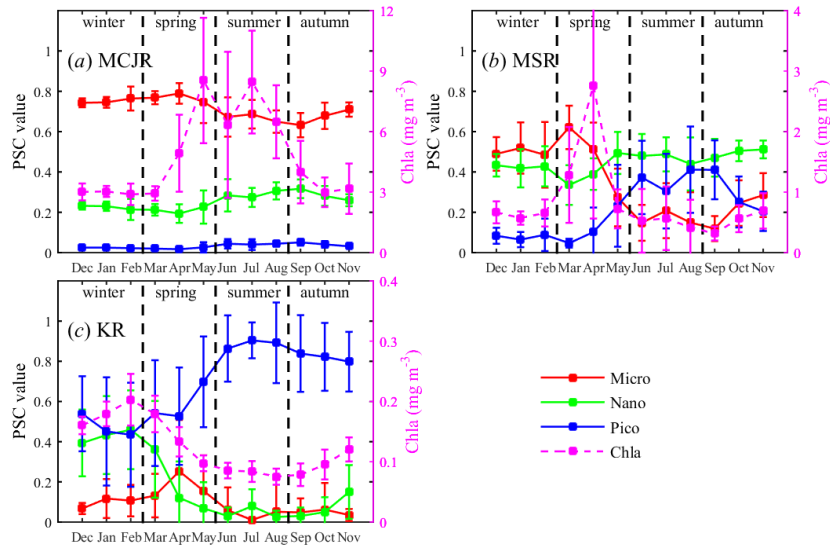 winter spring summer autumn
(a) MCJR
PSC value
1
0.8
0.6
0.4
0.2
0
12
9
6
3
0
Chla (mg m⁻³)
Dec Jan Feb Mar Apr May Jun Jul Aug Sep Oct Nov
winter spring summer autumn
(b) MSR
PSC value
1
0.8
0.6
0.4
0.2
0
4
3
2
1
0
Chla (mg m⁻³)
Dec Jan Feb Mar Apr May Jun Jul Aug Sep Oct Nov
winter spring summer autumn
(c) KR
PSC value
1
0.8
0.6
0.4
0.2
0
0.4
0.3
0.2
0.1
0
Chla (mg m⁻³)
Dec Jan Feb Mar Apr May Jun Jul Aug Sep Oct Nov
Micro
Nano
Pico
Chla